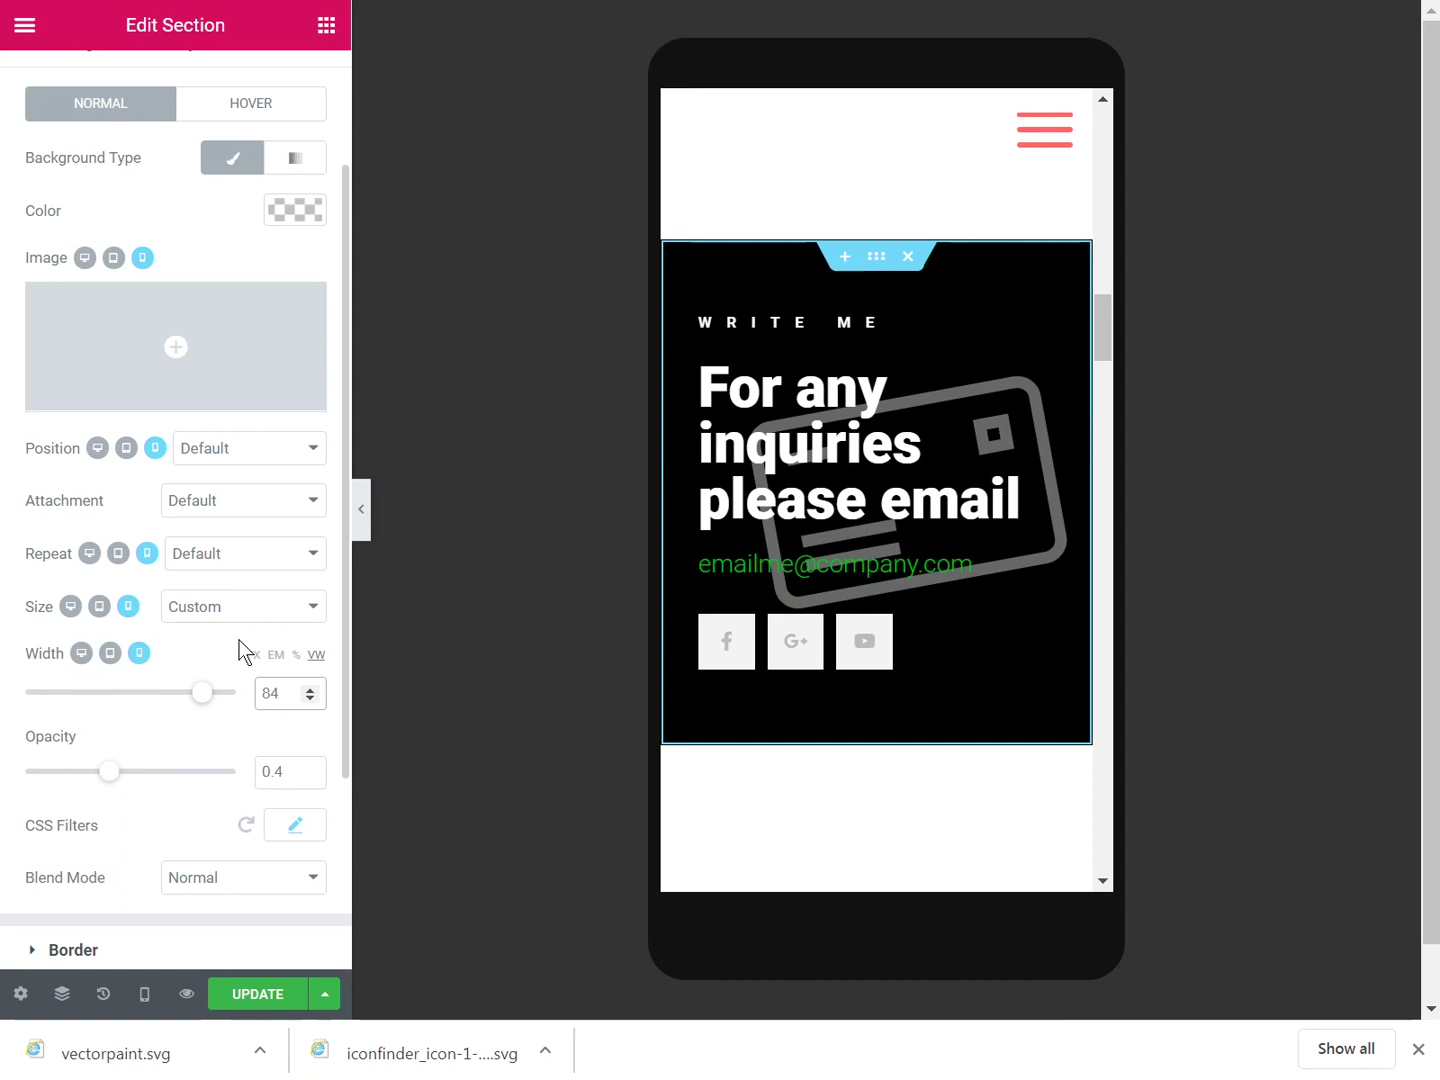 Edit Section
NORMAL
HOVER
Background Type
Color
Image
Position
Default
Attachment
Default
Repeat
Default
Size
Custom
Width
X EM % VW
84
Opacity
0.4
CSS Filters
Blend Mode
Normal
Border
UPDATE
WRITE ME
For any
inquiries
please email
emailme@company.com
G+
vectorpaint.svg
iconfinder_icon-1-....svg
Show all